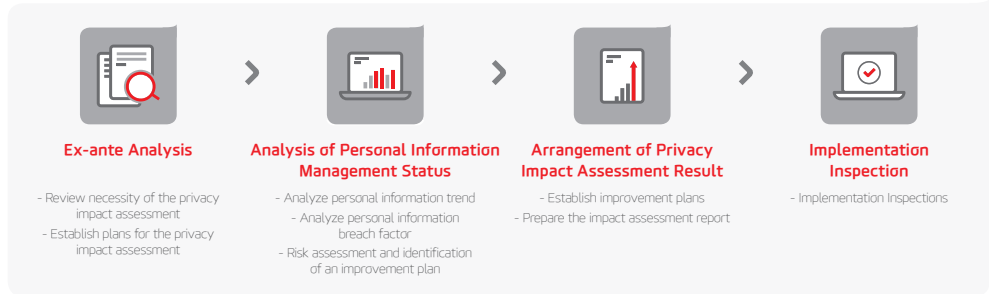 Ex-ante Analysis
- Review necessity of the privacy
impact assessment
- Establish plans for the privacy
impact assessment
Analysis of Personal Information
Management Status
- Analyze personal information trend
- Analyze personal information
breach factor
- Risk assessment and identification
of an improvement plan
Arrangement of Privacy
Impact Assessment Result
- Establish improvement plans
- Prepare the impact assessment report
Implementation
Inspection
- Implementation Inspections